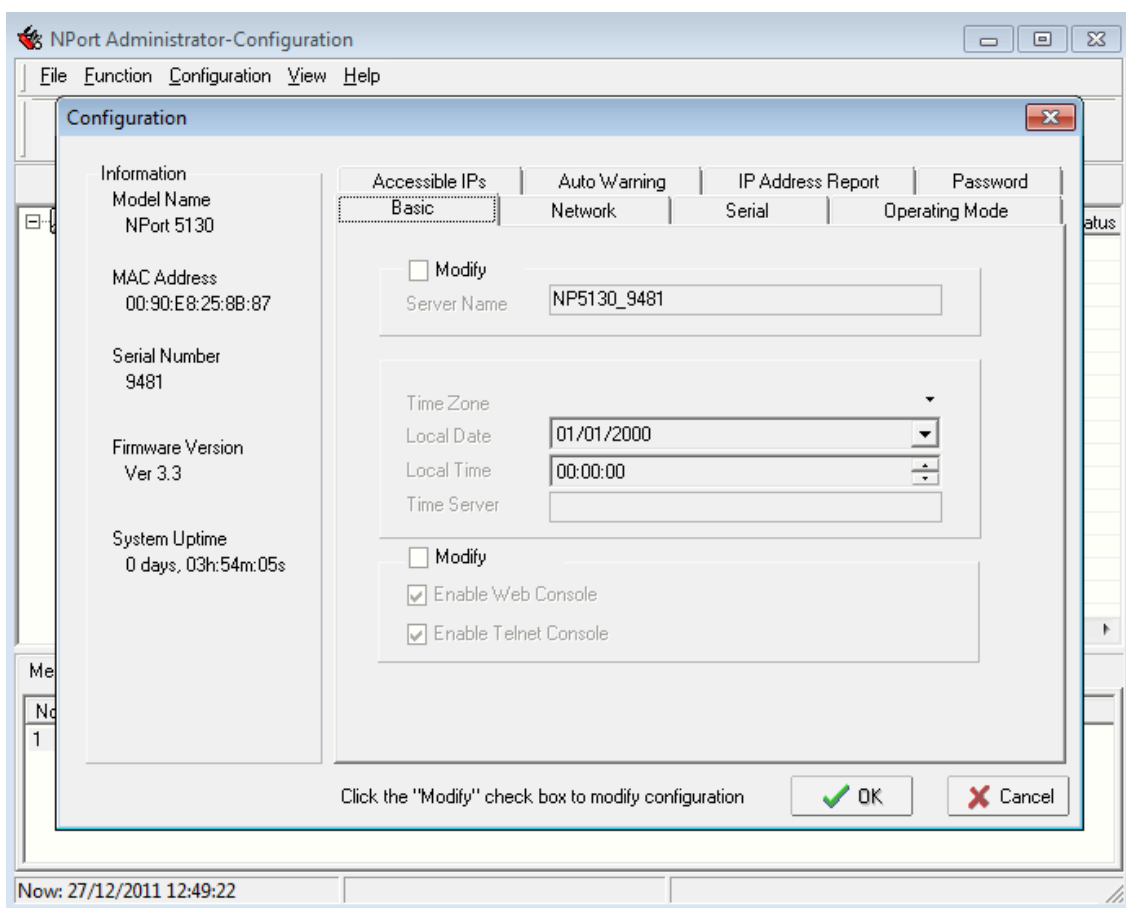 NPort Administrator-Configuration
File Function Configuration View Help
Configuration
Information
Model Name
NPort 5130
MAC Address
00:90:E8:25:8B:87
Serial Number
9481
Firmware Version
Ver 3.3
System Uptime
0 days, 03h:54m:05s
Accessible IPs Auto Warning IP Address Report Password
Basic Network Serial Operating Mode
Modify
Server Name NP5130_9481
Time Zone
Local Date 01/01/2000
Local Time 00:00:00
Time Server
Modify
Enable Web Console
Enable Telnet Console
Click the "Modify" check box to modify configuration OK Cancel
atus
Me
No
1
Now: 27/12/2011 12:49:22